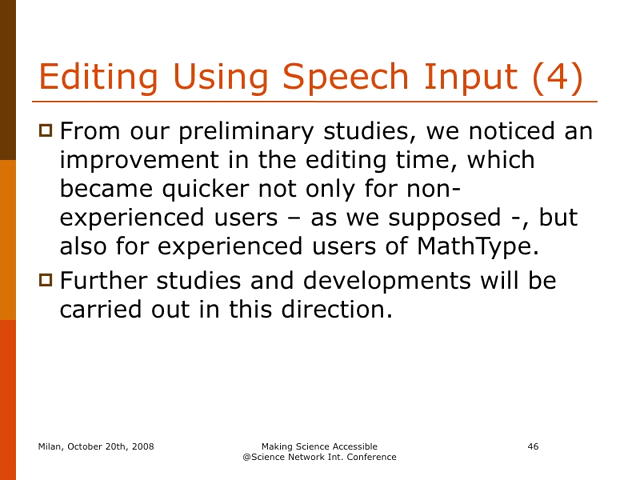 Editing Using Speech Input (4)
From our preliminary studies, we noticed an
improvement in the editing time, which
became quicker not only for non-
experienced users – as we supposed -, but
also for experienced users of MathType.
Further studies and developments will be
carried out in this direction.
Milan, October 20th, 2008
Making Science Accessible
@Science Network Int. Conference
46